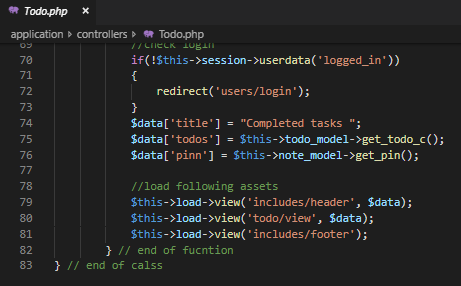 Todo.php ×
application > controllers > Todo.php
69 //check login
70 if(!$this->session->userdata('logged_in'))
71 {
72 redirect('users/login');
73 }
74 $data['title'] = "Completed tasks ";
75 $data['todos'] = $this->todo_model->get_todo_c();
76 $data['pinn'] = $this->note_model->get_pin();
77
78 //load following assets
79 $this->load->view('includes/header', $data);
80 $this->load->view('todo/view', $data);
81 $this->load->view('includes/footer');
82 } // end of fucntion
83 } // end of calss